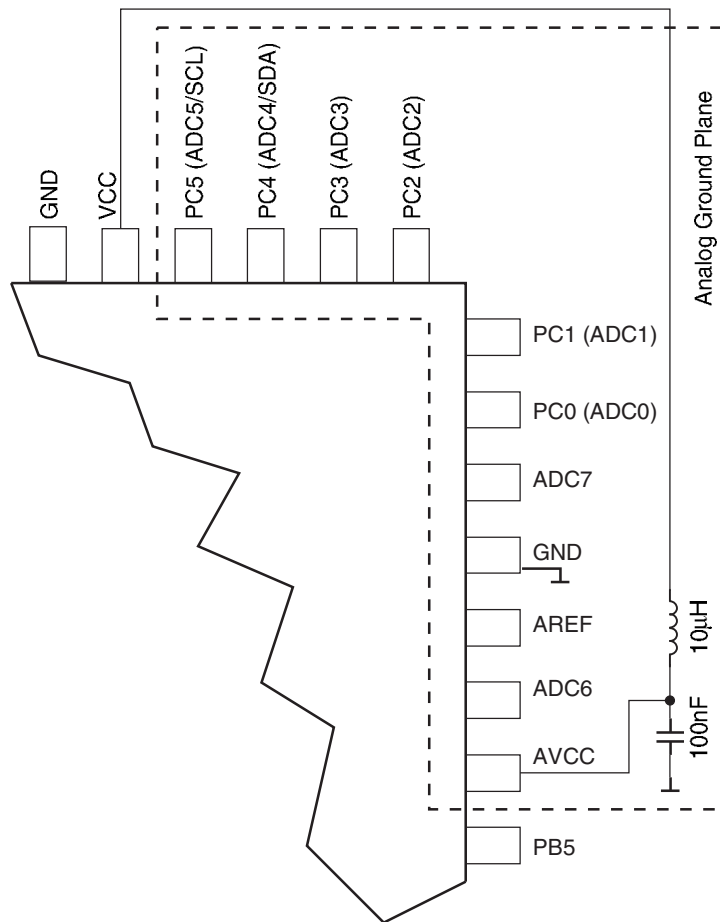 GND
VCC
PC5 (ADC5/SCL)
PC4 (ADC4/SDA)
PC3 (ADC3)
PC2 (ADC2)
Analog Ground Plane
PC1 (ADC1)
PC0 (ADC0)
ADC7
GND
AREF
ADC6
AVCC
PB5
10µH
100nF